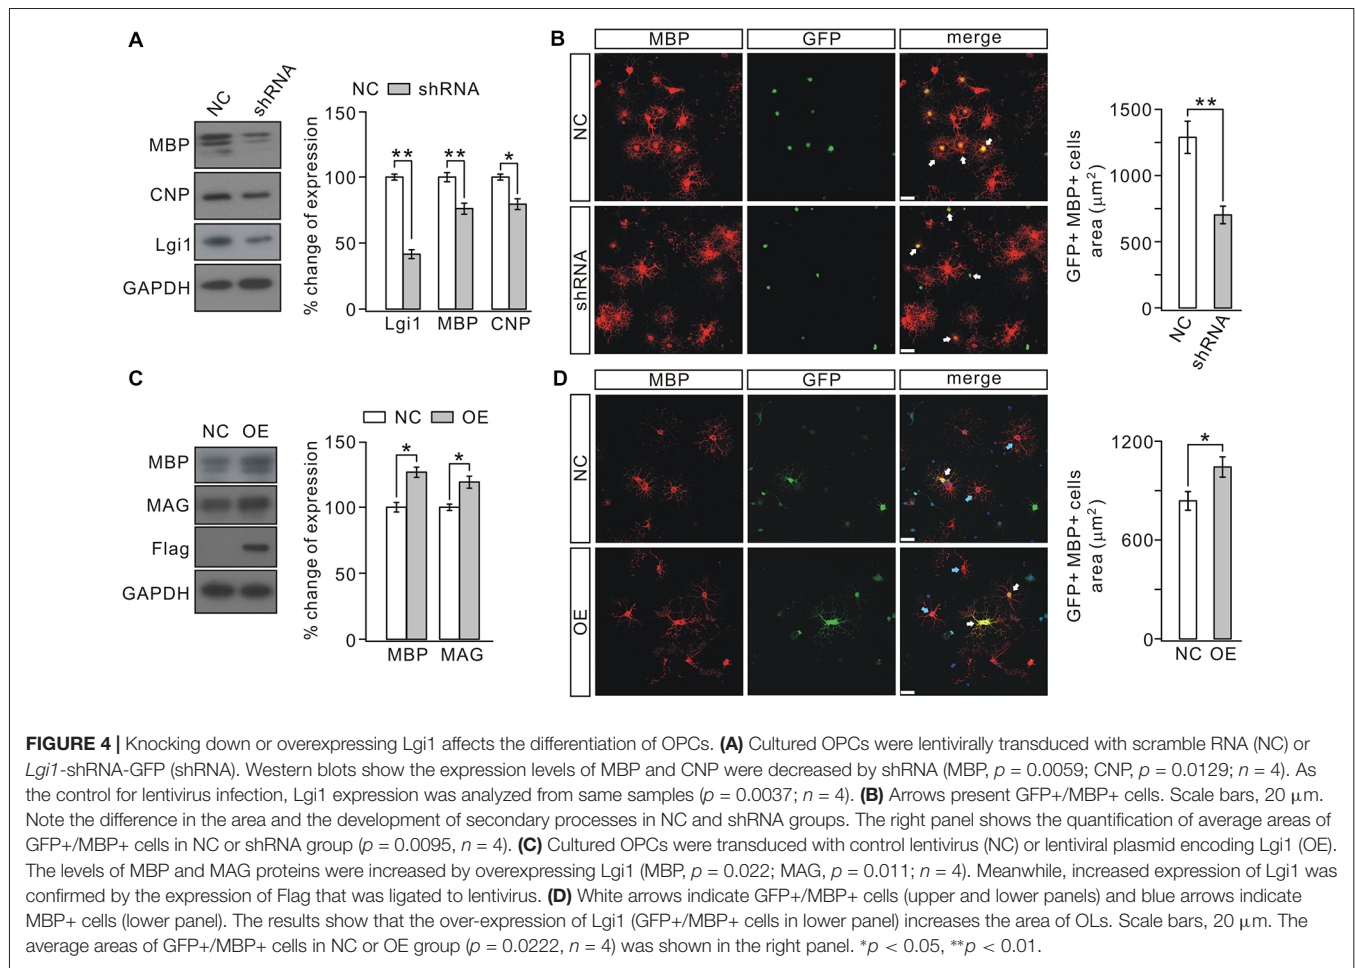 A
NC
shRNA
MBP
CNP
Lgi1
GAPDH
NC shRNA
% change of expression
150
100
50
0
** ** *
Lgi1 MBP CNP
B
MBP GFP merge
NC
shRNA
GFP+ MBP+ cells
area (μm2)
1500
1000
500
0
**
NC
shRNA
C
NC OE
MBP
MAG
Flag
GAPDH
NC OE
% change of expression
150
100
50
0
* *
MBP MAG
D
MBP GFP merge
NC
OE
GFP+ MBP+ cells
area (μm2)
1200
600
0
*
NC OE
FIGURE 4 | Knocking down or overexpressing Lgi1 affects the differentiation of OPCs. (A) Cultured OPCs were lentivirally transduced with scramble RNA (NC) or
Lgi1-shRNA-GFP (shRNA). Western blots show the expression levels of MBP and CNP were decreased by shRNA (MBP, p = 0.0059; CNP, p = 0.0129; n = 4). As
the control for lentivirus infection, Lgi1 expression was analyzed from same samples (p = 0.0037; n = 4). (B) Arrows present GFP+/MBP+ cells. Scale bars, 20 μm.
Note the difference in the area and the development of secondary processes in NC and shRNA groups. The right panel shows the quantification of average areas of
GFP+/MBP+ cells in NC or shRNA group (p = 0.0095, n = 4). (C) Cultured OPCs were transduced with control lentivirus (NC) or lentiviral plasmid encoding Lgi1 (OE).
The levels of MBP and MAG proteins were increased by overexpressing Lgi1 (MBP, p = 0.022; MAG, p = 0.011; n = 4). Meanwhile, increased expression of Lgi1 was
confirmed by the expression of Flag that was ligated to lentivirus. (D) White arrows indicate GFP+/MBP+ cells (upper and lower panels) and blue arrows indicate
MBP+ cells (lower panel). The results show that the over-expression of Lgi1 (GFP+/MBP+ cells in lower panel) increases the area of OLs. Scale bars, 20 μm. The
average areas of GFP+/MBP+ cells in NC or OE group (p = 0.0222, n = 4) was shown in the right panel. *p < 0.05, **p < 0.01.